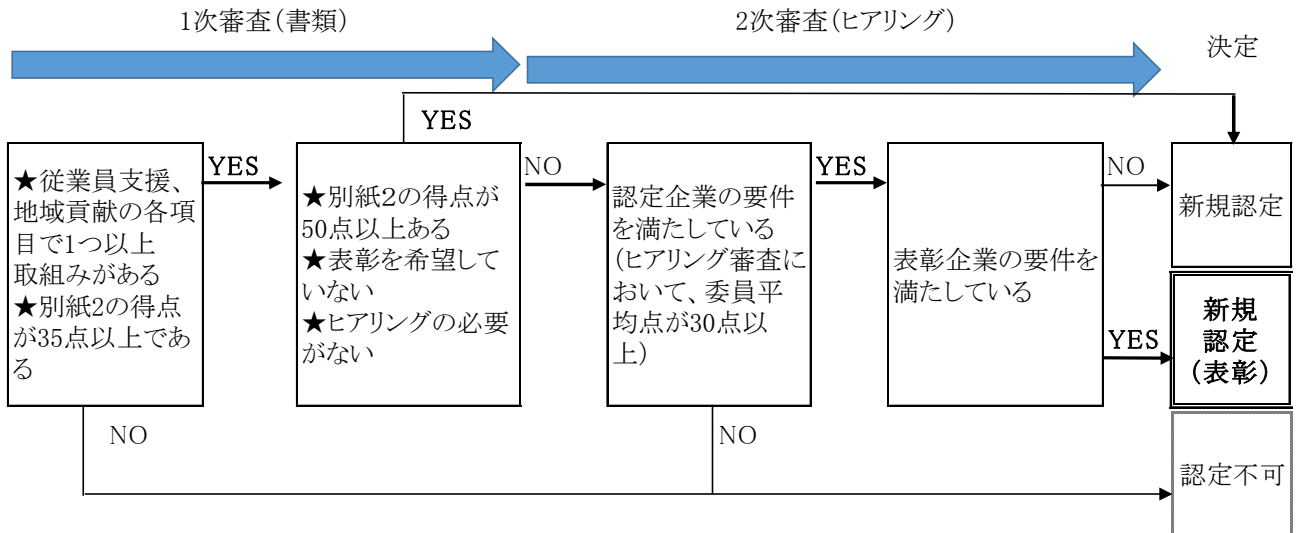 1次審査(書類)
2次審査(ヒアリング)
決定
YES
★従業員支援、
地域貢献の各項
目で1つ以上
取組みがある
★別紙2の得点
が35点以上であ
る
YES
★別紙2の得点が
50点以上ある
★表彰を希望して
いない
★ヒアリングの必要
がない
NO
認定企業の要件
を満たしている
(ヒアリング審査に
おいて、委員平
均点が30点以
上)
YES
表彰企業の要件を
満たしている
NO
新規認定
YES
新規
認定
(表彰)
NO
NO
認定不可